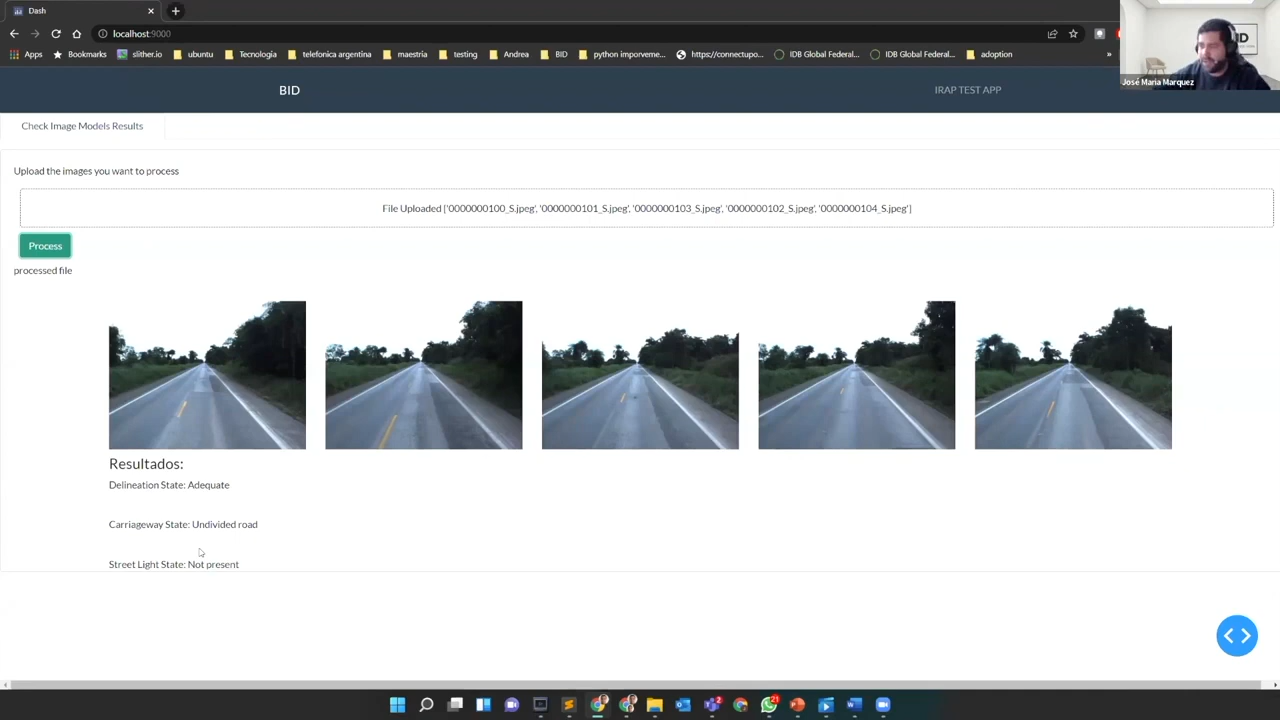 Dash
localhost:9000
Apps
Bookmarks
slither.io
ubuntu
Tecnologia
telefonica argentina
maestria
testing
Andrea
BID
python imporveme...
https://connectupo...
IDB Global Federal...
IDB Global Federal...
adoption
»
José Maria Marquez
BID
IRAP TEST APP
Check Image Models Results
Upload the images you want to process
File Uploaded ['0000000100_S.jpeg', '0000000101_S.jpeg', '0000000103_S.jpeg', '0000000102_S.jpeg', '0000000104_S.jpeg']
Process
processed file
Resultados:
Delineation State: Adequate
Carriageway State: Undivided road
Street Light State: Not present
21